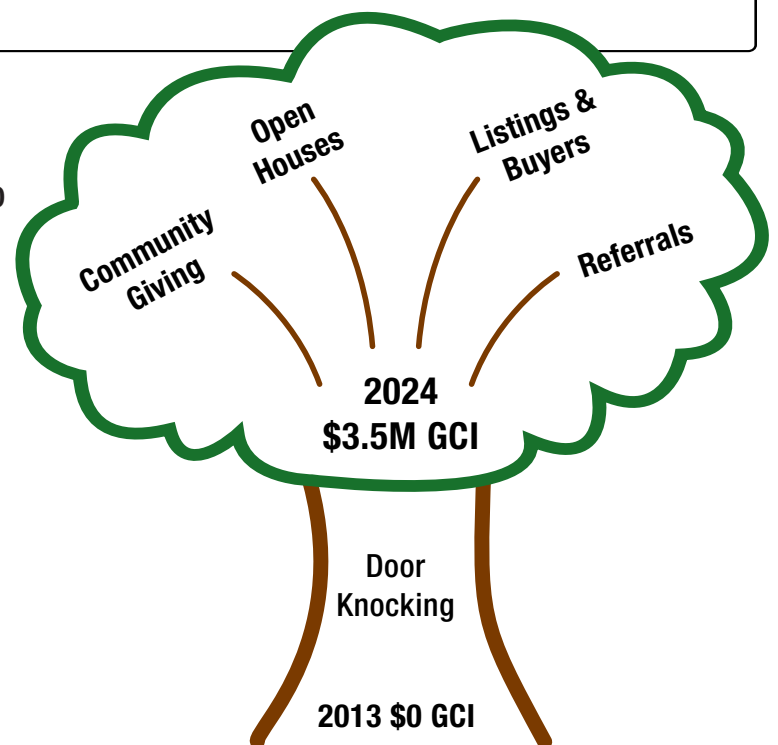 Open
Houses
Listings &
Buyers
Community
Giving
Referrals
2024
$3.5M GCI
Door
Knocking
2013 $0 GCI